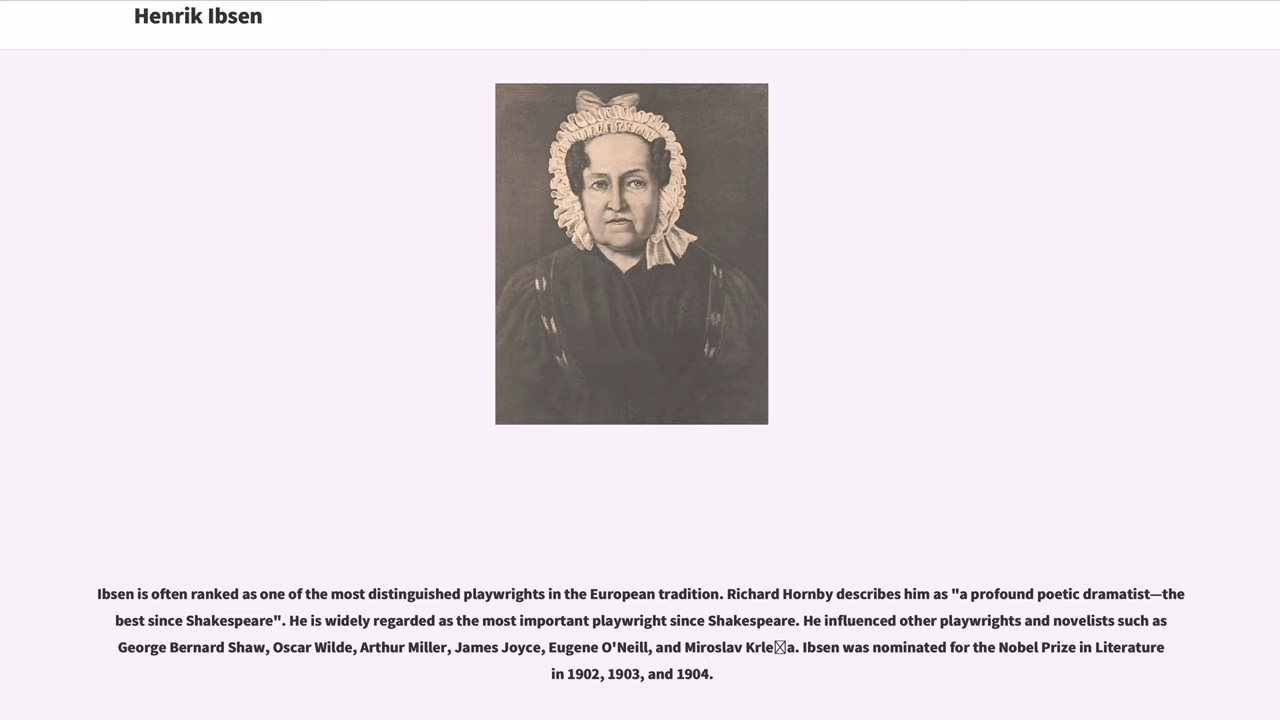 Henrik Ibsen
Ibsen is often ranked as one of the most distinguished playwrights in the European tradition. Richard Hornby describes him as "a profound poetic dramatist—the
best since Shakespeare". He is widely regarded as the most important playwright since Shakespeare. He influenced other playwrights and novelists such as
George Bernard Shaw, Oscar Wilde, Arthur Miller, James Joyce, Eugene O'Neill, and Miroslav Krle□a. Ibsen was nominated for the Nobel Prize in Literature
in 1902, 1903, and 1904.